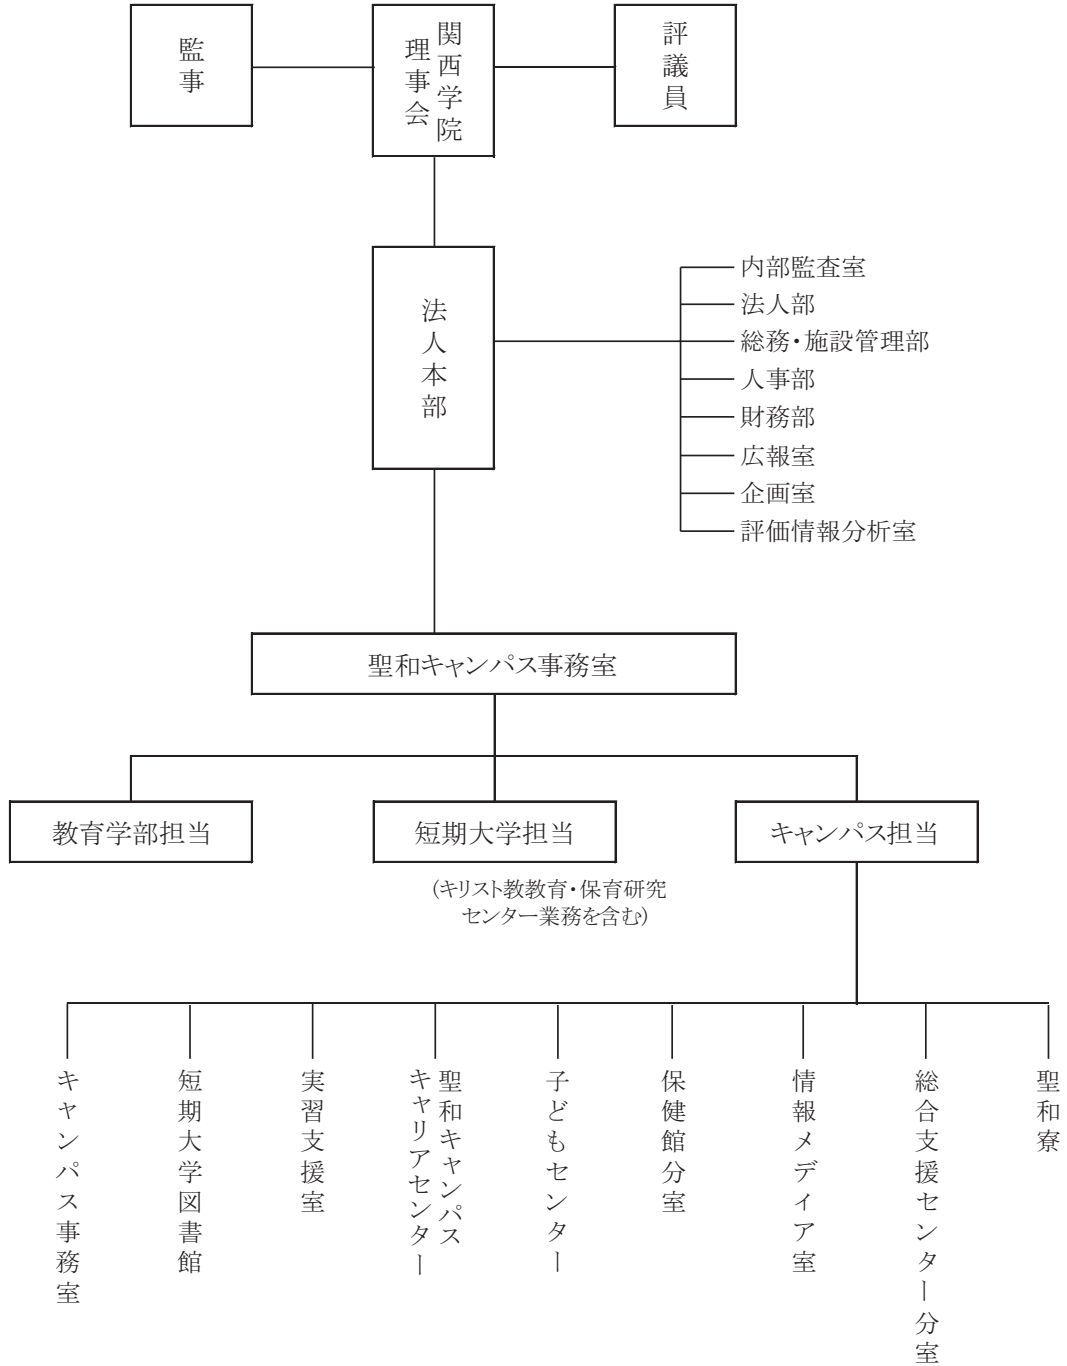 監事
関西学院
理事会
評議員
法人本部
内部監査室
法人部
総務・施設管理部
人事部
財務部
広報室
企画室
評価情報分析室
聖和キャンパス事務室
教育学部担当
短期大学担当
キャンパス担当
(キリスト教教育・保育研究
センター業務を含む)
キャンパス事務室
短期大学図書館
実習支援室
聖和キャンパス
キャリアセンター
子どもセンター
保健館分室
情報メディア室
総合支援センター分室
聖和寮